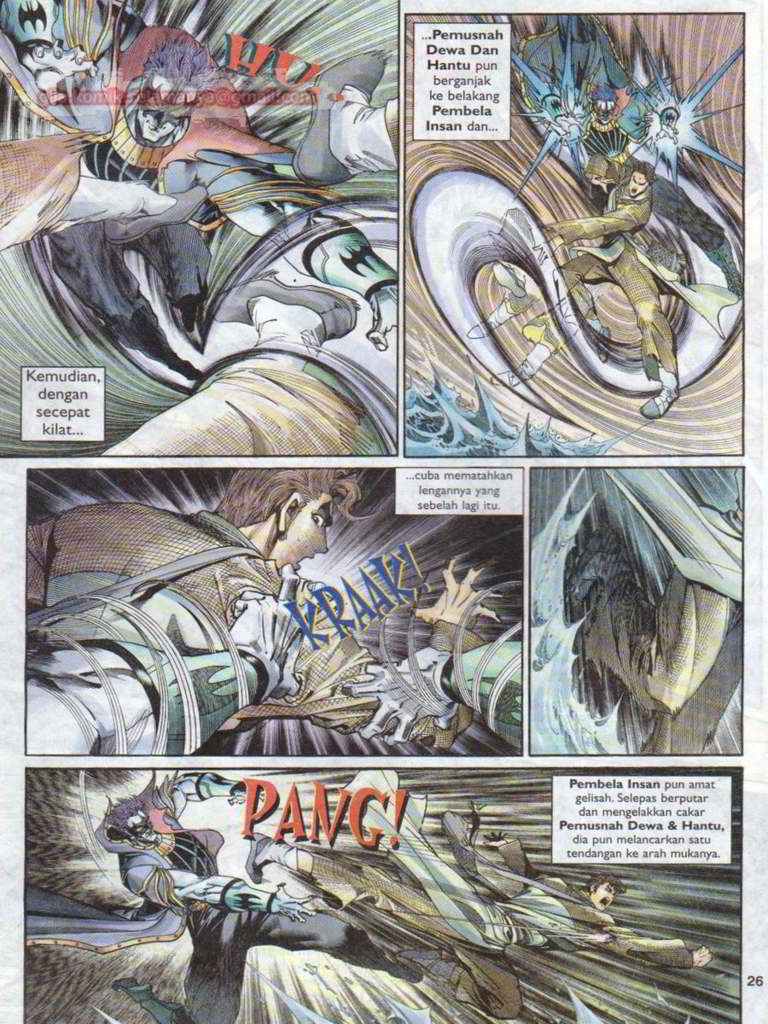 HU!
...Pemusnah
Dewa Dan
Hantu pun
berganjak
ke belakang
Pembela
Insan dan...
Kemudian,
dengan
secepat
kilat...
...cuba mematahkan
lengannya yang
sebelah lagi itu.
KRAAK!
PANG!
Pembela Insan pun amat
gelisah. Selepas berputar
dan mengelakkan cakar
Pemusnah Dewa & Hantu,
dia pun melancarkan satu
tendangan ke arah mukanya.
26